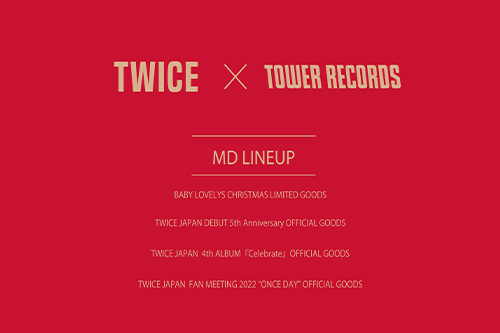 TWICE × TOWER RECORDS
MD LINEUP
BABY LOVELYS CHRISTMAS LIMITED GOODS
TWICE JAPAN DEBUT 5th Anniversary OFFICIAL GOODS
TWICE JAPAN 4th ALBUM『Celebrate』OFFICIAL GOODS
TWICE JAPAN FAN MEETING 2022 "ONCE DAY" OFFICIAL GOODS